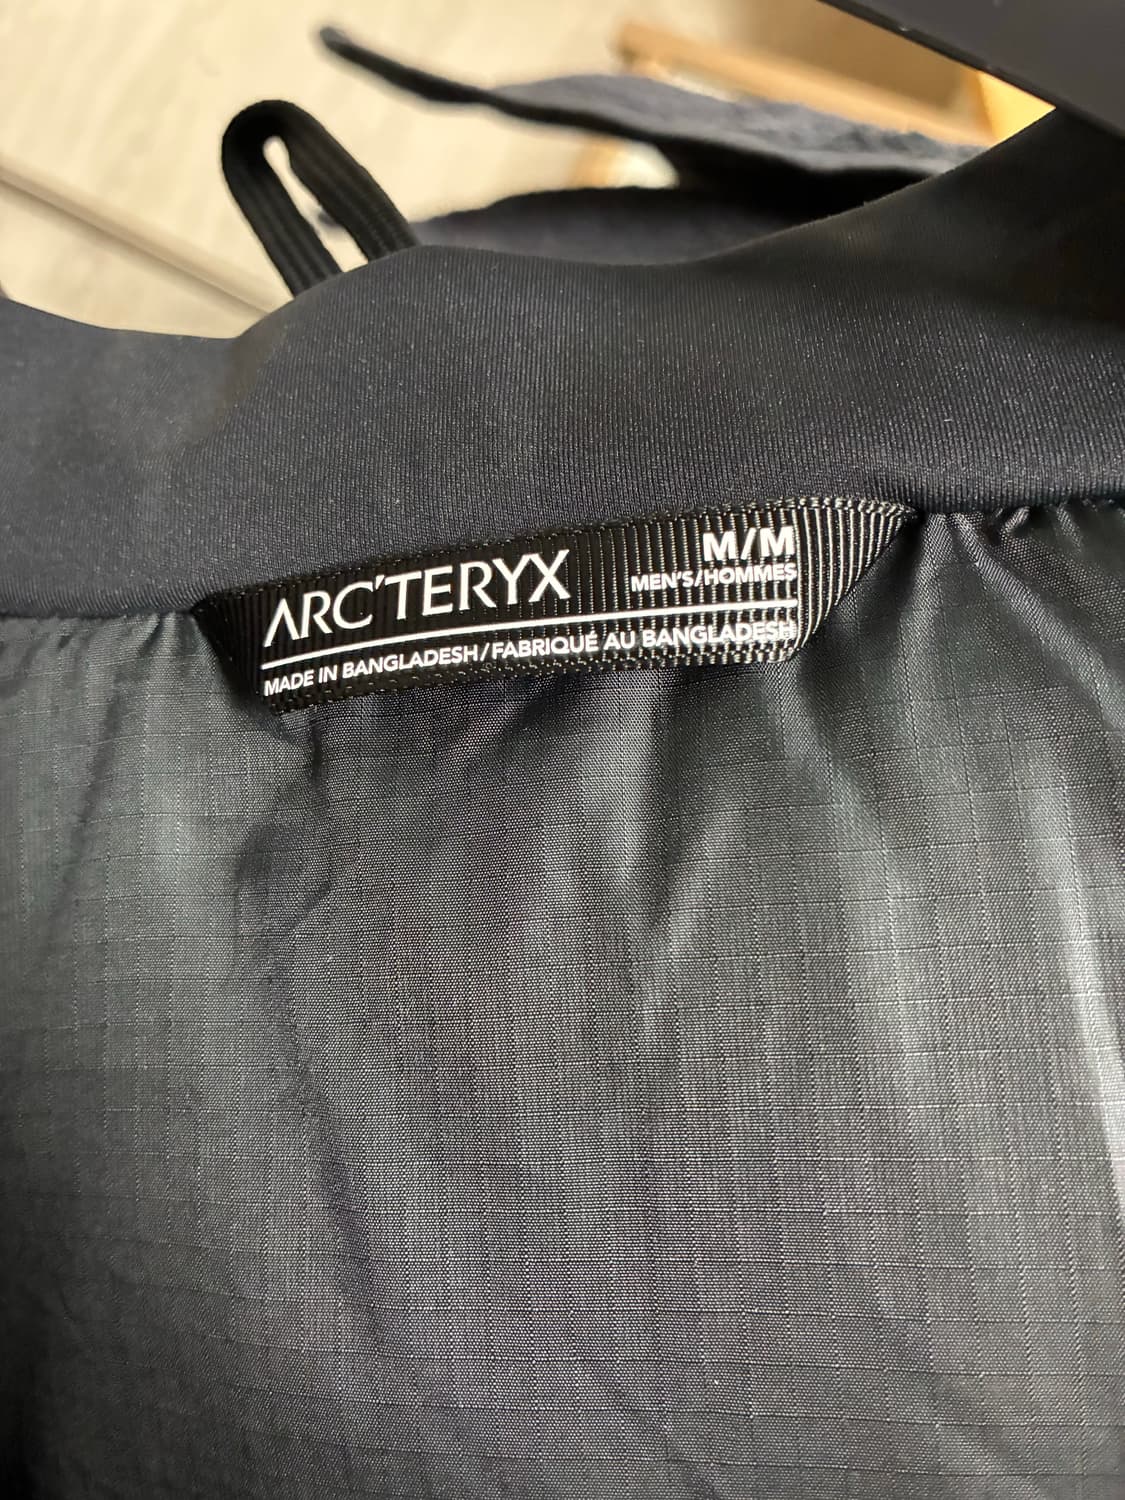 ARC'TERYX
M/M
MEN'S/HOMMES
MADE IN BANGLADESH/FABRIQUÉ AU BANGLADESH